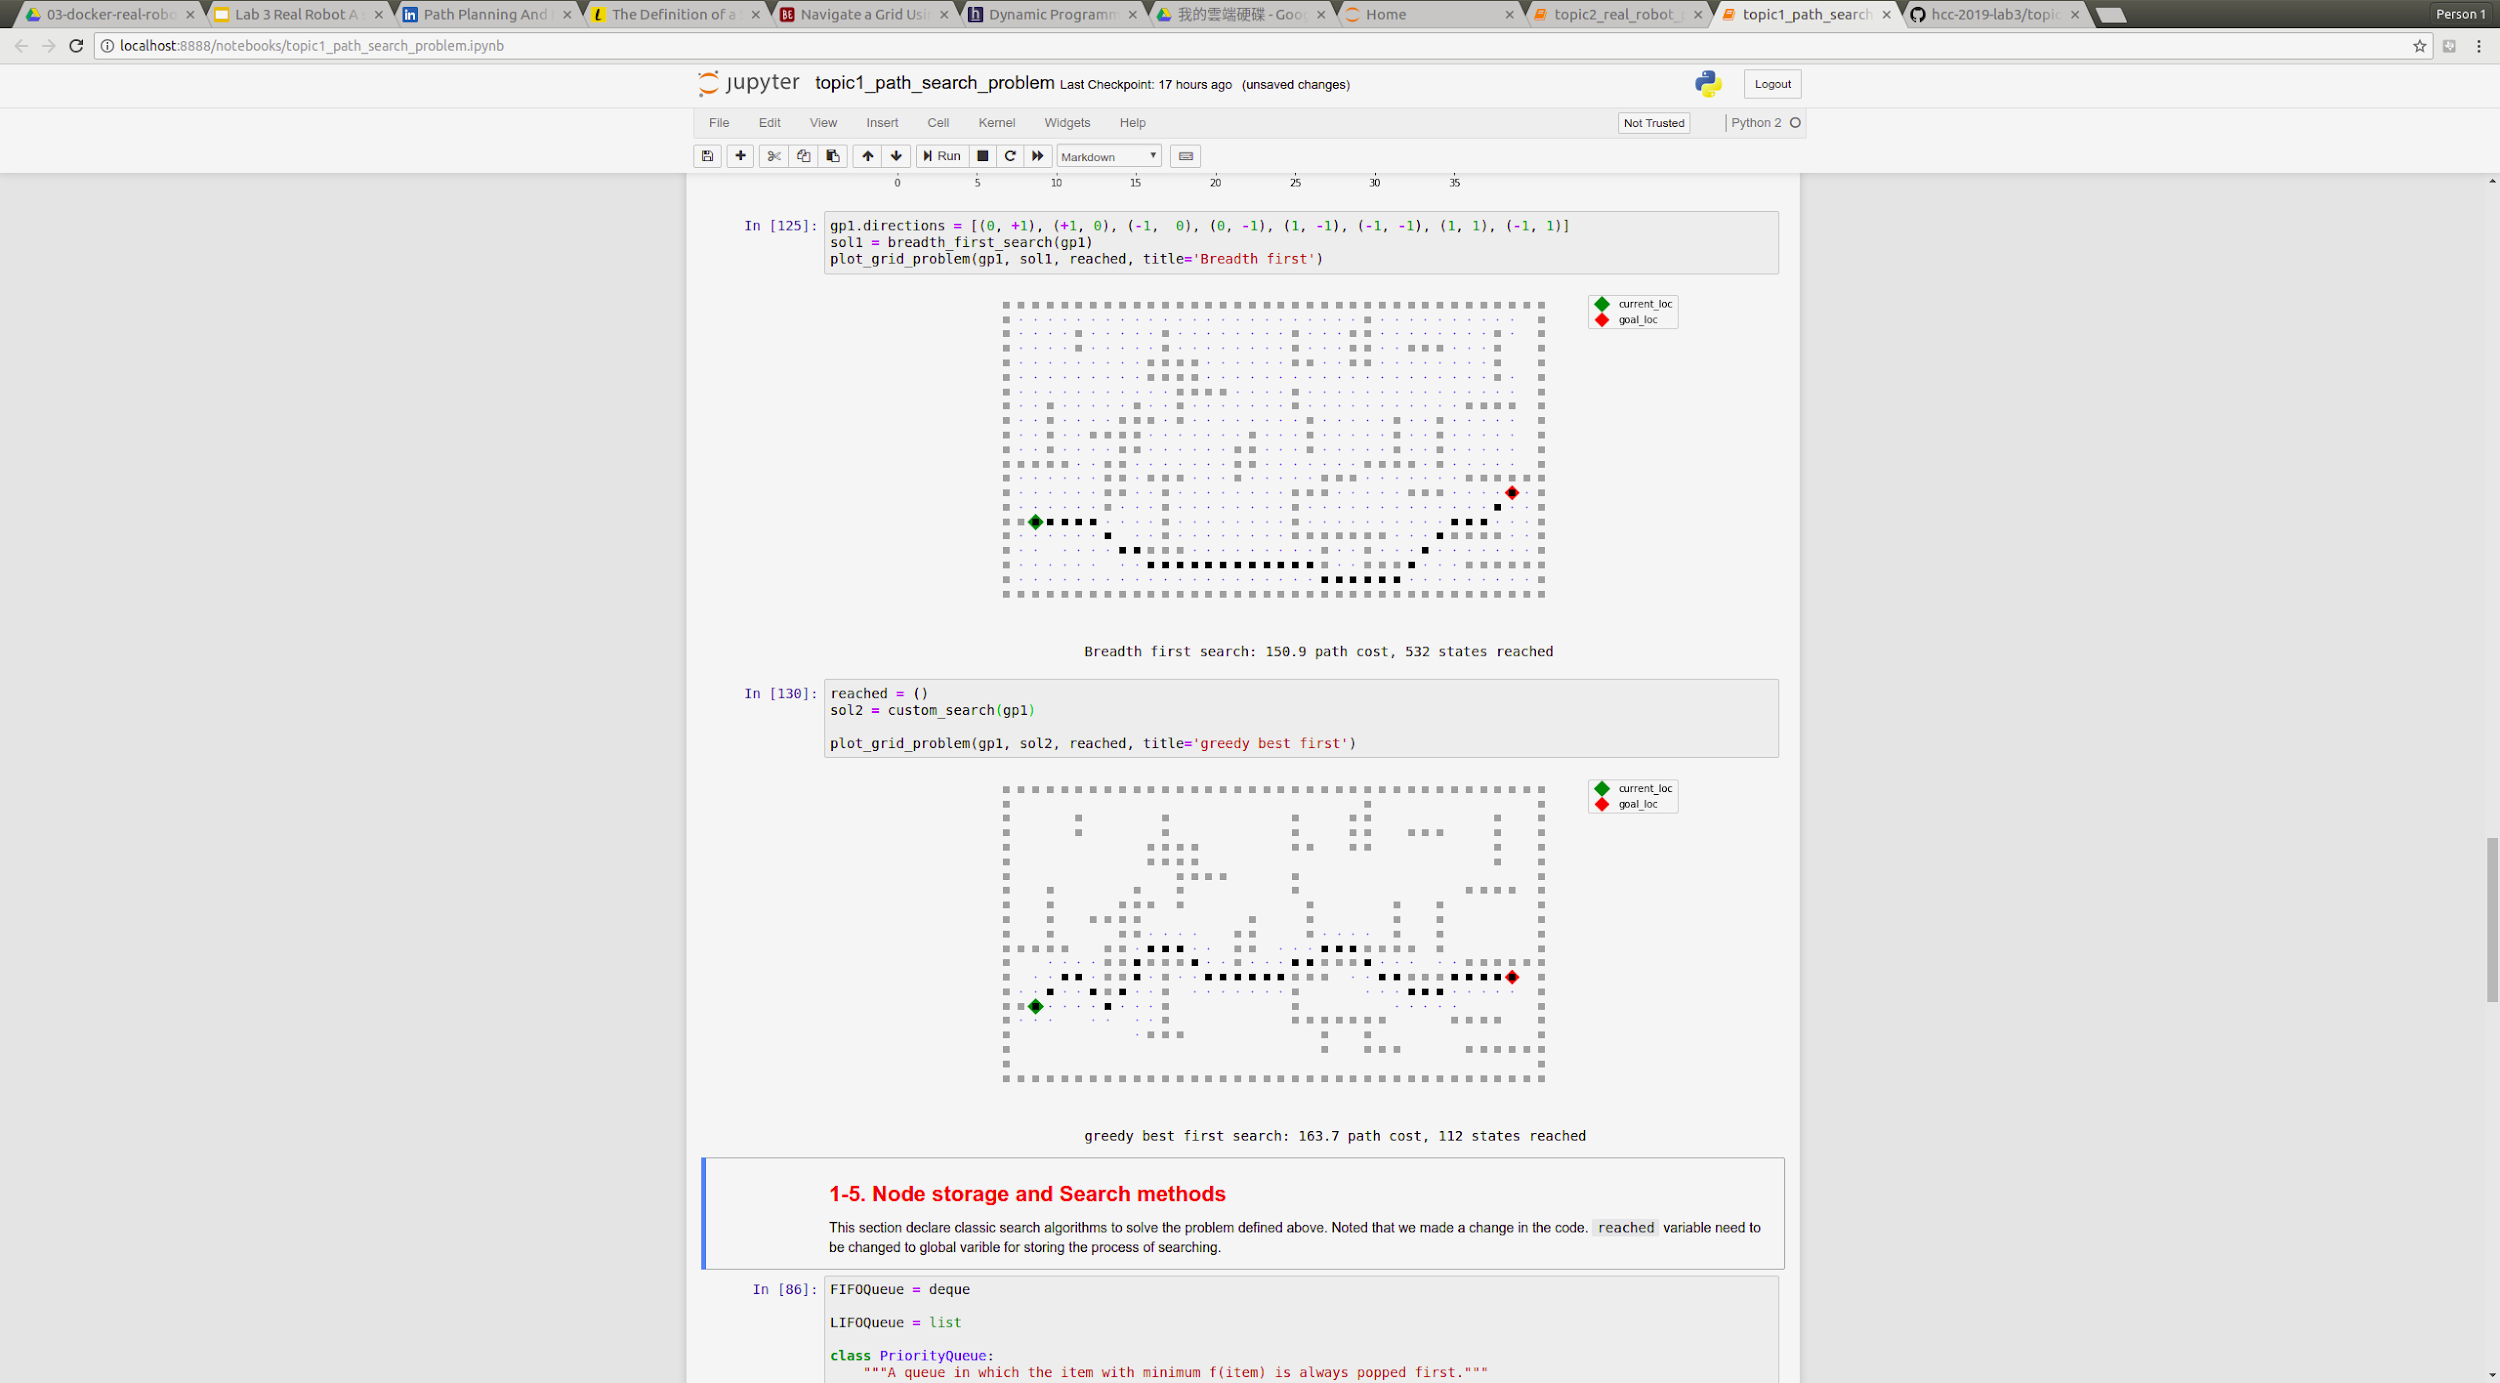 03-docker-real-robo
Lab 3 Real Robot A s
Path Planning And
The Definition of a
Navigate a Grid Usi
Dynamic Programm
我的雲端硬碟 - Goo
Home
topic2_real_robot_
topic1_path_search
hcc-2019-lab3/topic
Person 1
localhost:8888/notebooks/topic1_path_search_problem.ipynb
jupyter topic1_path_search_problem Last Checkpoint: 17 hours ago (unsaved changes)
Logout
File Edit View Insert Cell Kernel Widgets Help
Not Trusted
Python 2
Run
Markdown
0 5 10 15 20 25 30 35
In [125]:
gp1.directions = [(0, +1), (+1, 0), (-1,  0), (0, -1), (1, -1), (-1, -1), (1, 1), (-1, 1)]
sol1 = breadth_first_search(gp1)
plot_grid_problem(gp1, sol1, reached, title='Breadth first')
current_loc
goal_loc
Breadth first search: 150.9 path cost, 532 states reached
In [130]:
reached = ()
sol2 = custom_search(gp1)
plot_grid_problem(gp1, sol2, reached, title='greedy best first')
current_loc
goal_loc
greedy best first search: 163.7 path cost, 112 states reached
1-5. Node storage and Search methods
This section declare classic search algorithms to solve the problem defined above. Noted that we made a change in the code. reached variable need to
be changed to global varible for storing the process of searching.
In [86]:
FIFOQueue = deque
LIFOQueue = list
class PriorityQueue:
"""A queue in which the item with minimum f(item) is always popped first."""